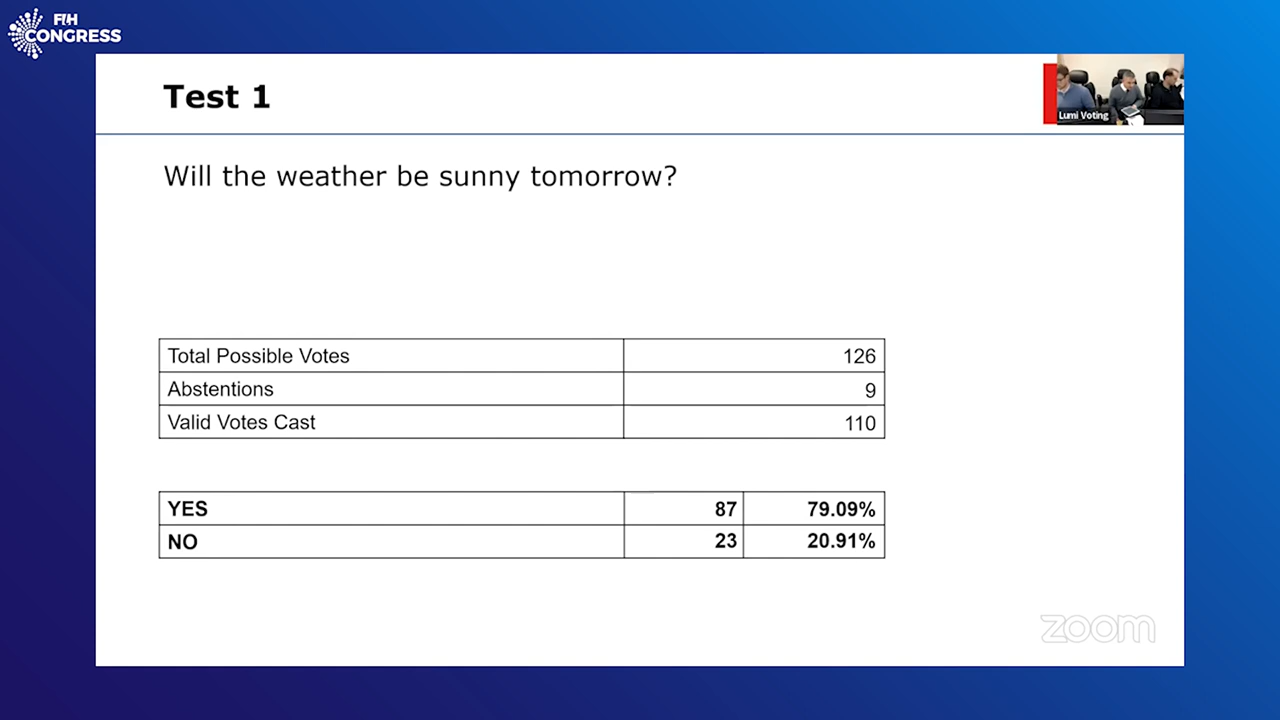 FIH
CONGRESS
Test 1
Lumi Voting
Will the weather be sunny tomorrow?
Total Possible Votes 126
Abstentions 9
Valid Votes Cast 110
YES 87 79.09%
NO 23 20.91%
zoom